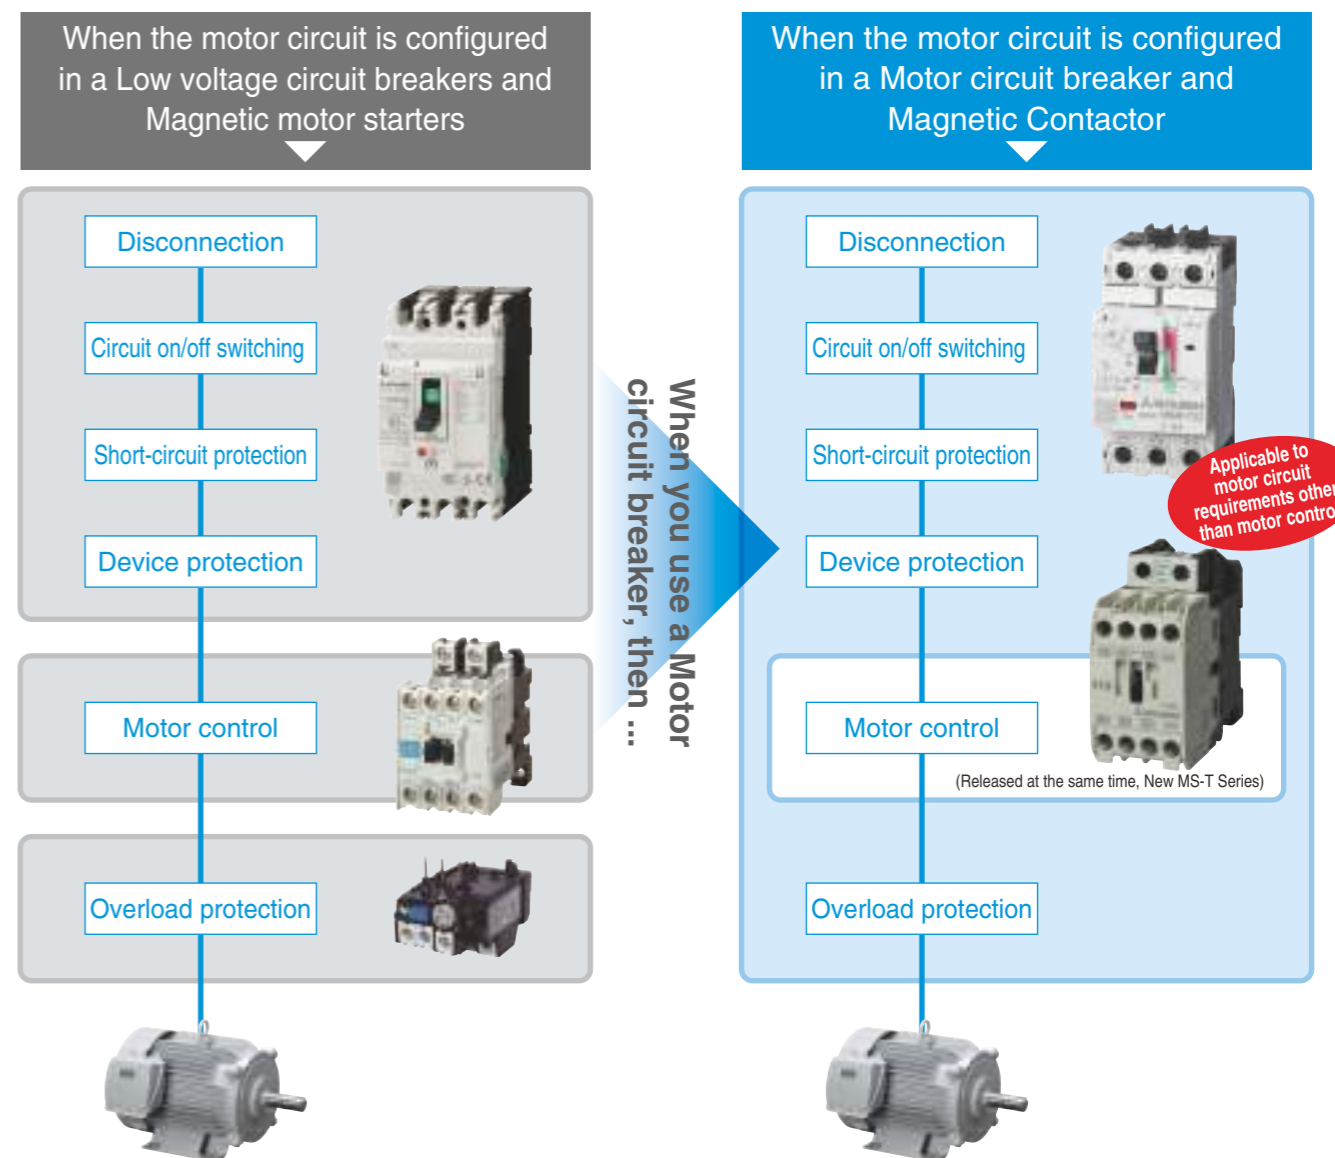 When the motor circuit is configured
in a Low voltage circuit breakers and
Magnetic motor starters
Disconnection
Circuit on/off switching
Short-circuit protection
Device protection
Motor control
Overload protection
When you use a Motor
circuit breaker, then ...
When the motor circuit is configured
in a Motor circuit breaker and
Magnetic Contactor
Disconnection
Circuit on/off switching
Short-circuit protection
Device protection
Applicable to
motor circuit
requirements other
than motor control
Motor control
(Released at the same time, New MS-T Series)
Overload protection